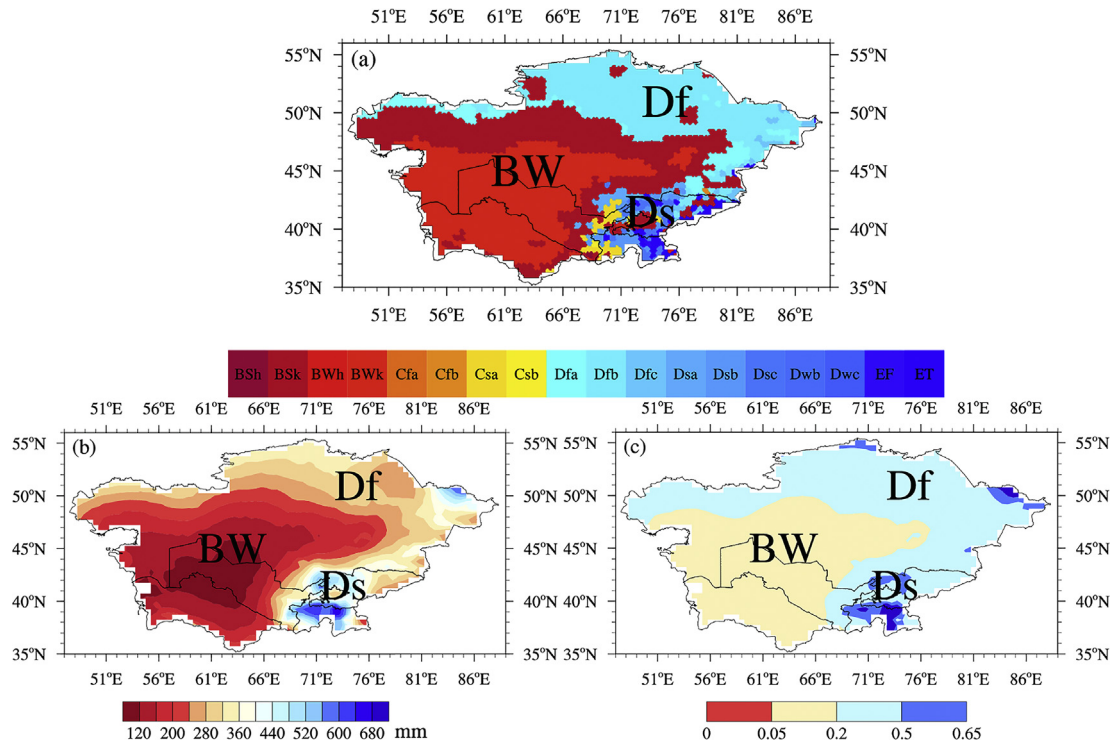 51°E 56°E 61°E 66°E 71°E 76°E 81°E 86°E
55°N
50°N
45°N
40°N
35°N
(a)
Df
BW
Ds
55°N
50°N
45°N
40°N
35°N
51°E 56°E 61°E 66°E 71°E 76°E 81°E 86°E
BSh BSk BWh BWk Cfa Cfb Csa Csb Dfa Dfb Dfc Dsa Dsb Dsc Dwb Dwc EF ET
51°E 56°E 61°E 66°E 71°E 76°E 81°E 86°E
55°N
50°N
45°N
40°N
35°N
(b)
Df
BW
Ds
55°N
50°N
45°N
40°N
35°N
51°E 56°E 61°E 66°E 71°E 76°E 81°E 86°E
120 200 280 360 440 520 600 680 mm
51°E 56°E 61°E 66°E 71°E 76°E 81°E 86°E
55°N
50°N
45°N
40°N
35°N
(c)
Df
BW
Ds
55°N
50°N
45°N
40°N
35°N
51°E 56°E 61°E 66°E 71°E 76°E 81°E 86°E
0 0.05 0.2 0.5 0.65